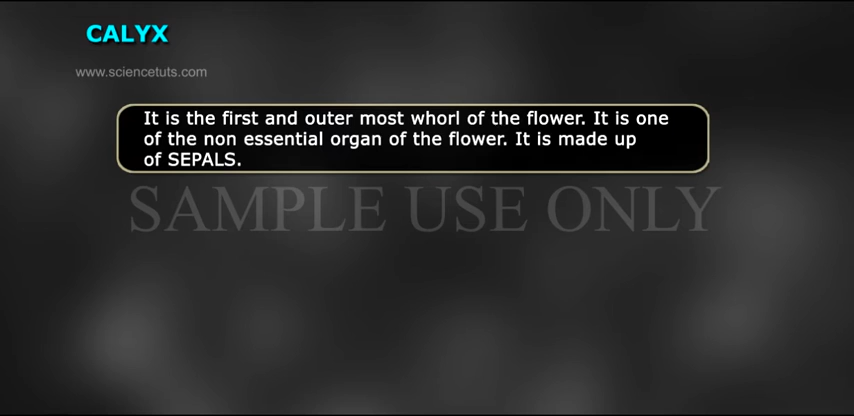 CALYX
www.sciencetuts.com
It is the first and outer most whorl of the flower. It is one
of the non essential organ of the flower. It is made up
of SEPALS.
SAMPLE USE ONLY